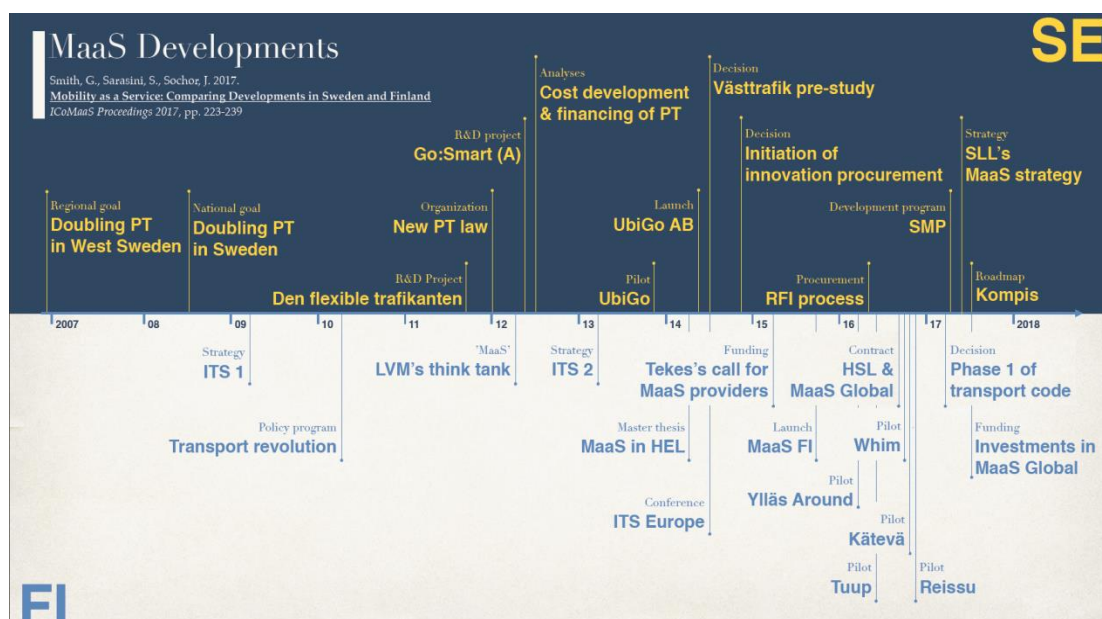 MaaS Developments
Smith, G., Sarasini, S., Sochor, J. 2017.
Mobility as a Service: Comparing Developments in Sweden and Finland
ICoMaaS Proceedings 2017, pp. 223-239
SE
Analyses
Cost development
& financing of PT
Decision
Västtrafik pre-study
R&D project
Go:Smart (A)
Decision
Initiation of
innovation procurement
Strategy
SLL's
MaaS strategy
Regional goal
Doubling PT
in West Sweden
National goal
Doubling PT
in Sweden
Organization
New PT law
Launch
UbiGo AB
Development program
SMP
R&D Project
Den flexible trafikanten
Pilot
UbiGo
Procurement
RFI process
Roadmap
Kompis
2007
08
09
10
11
12
13
14
15
16
17
2018
Strategy
ITS 1
'MaaS'
LVM's think tank
Strategy
ITS 2
Funding
Tekes's call for
MaaS providers
Contract
HSL &
MaaS Global
Decision
Phase 1 of
transport code
Policy program
Transport revolution
Master thesis
MaaS in HEL
Launch
MaaS FI
Pilot
Whim
Funding
Investments in
MaaS Global
Pilot
Ylläs Around
Conference
ITS Europe
Pilot
Kätevä
Pilot
Tuup
Pilot
Reissu
FI